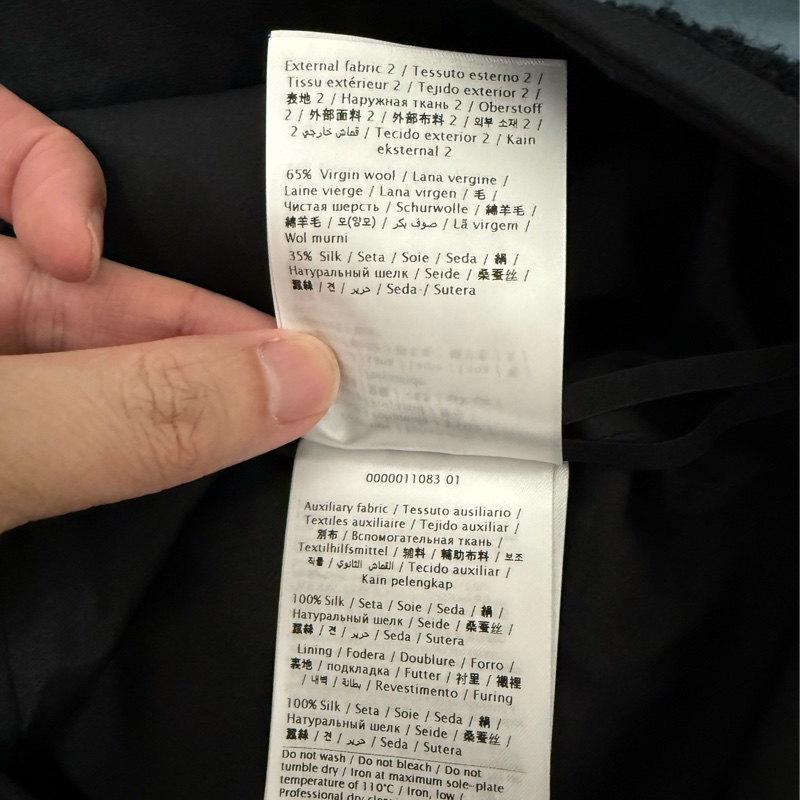 External fabric 2 / Tessuto esterno 2 /
Tissu extérieur 2 / Tejido exterior 2 /
表地 2 / Наружная ткань 2 / Oberstoff
2 / 外部面料 2 / 外部布料 2 / 외부 소재 2 /
2 قماش خارجي / Tecido exterior 2 / Kain
eksternal 2
65% Virgin wool / Lana vergine /
Laine vierge / Lana virgen / 毛 /
Чистая шерсть / Schurwolle / 綿羊毛 /
綿羊毛 / 모(양모) / صوف بكر / Lã virgem /
Wol murni
35% Silk / Seta / Soie / Seda / 絹 /
Натуральный шелк / Seide / 桑蚕丝 /
蠶絲 / 견 / حرير / Seda / Sutera
0000011083 01
Auxiliary fabric / Tessuto ausiliario /
Textiles auxiliaire / Tejido auxiliar /
別布 / Вспомогательная ткань /
Textilhilfsmittel / 辅料 / 輔助布料 / 보조
직물 / القماش الثانوي / Tecido auxiliar /
Kain pelengkap
100% Silk / Seta / Soie / Seda / 絹 /
Натуральный шелк / Seide / 桑蚕丝 /
蠶絲 / 견 / حرير / Seda / Sutera
Lining / Fodera / Doublure / Forro /
裏地 / подкладка / Futter / 衬里 / 襯裡
/ 내벽 / بطانة / Revestimento / Furing
100% Silk / Seta / Soie / Seda / 絹 /
Натуральный шелк / Seide / 桑蚕丝 /
蠶絲 / 견 / حرير / Seda / Sutera
Do not wash / Do not bleach / Do not
tumble dry / Iron at maximum sole-plate
temperature of 110°C / Iron, low /
Professional dry